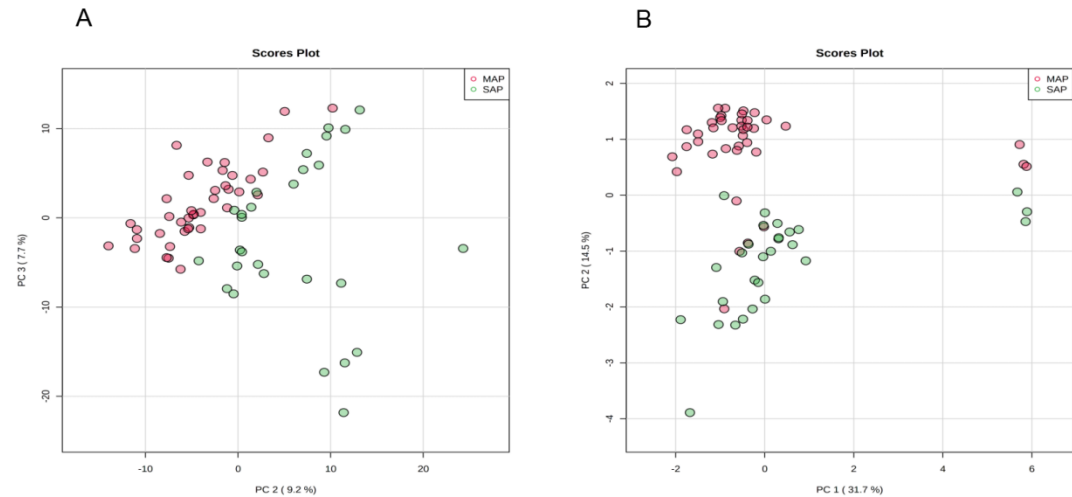 A
Scores Plot
MAP
SAP
10
0
-10
-20
PC 3 ( 7.7 %)
-10
0
10
20
PC 2 ( 9.2 %)
B
Scores Plot
MAP
SAP
2
1
0
-1
-2
-3
-4
PC 2 ( 14.5 %)
-2
0
2
4
6
PC 1 ( 31.7 %)